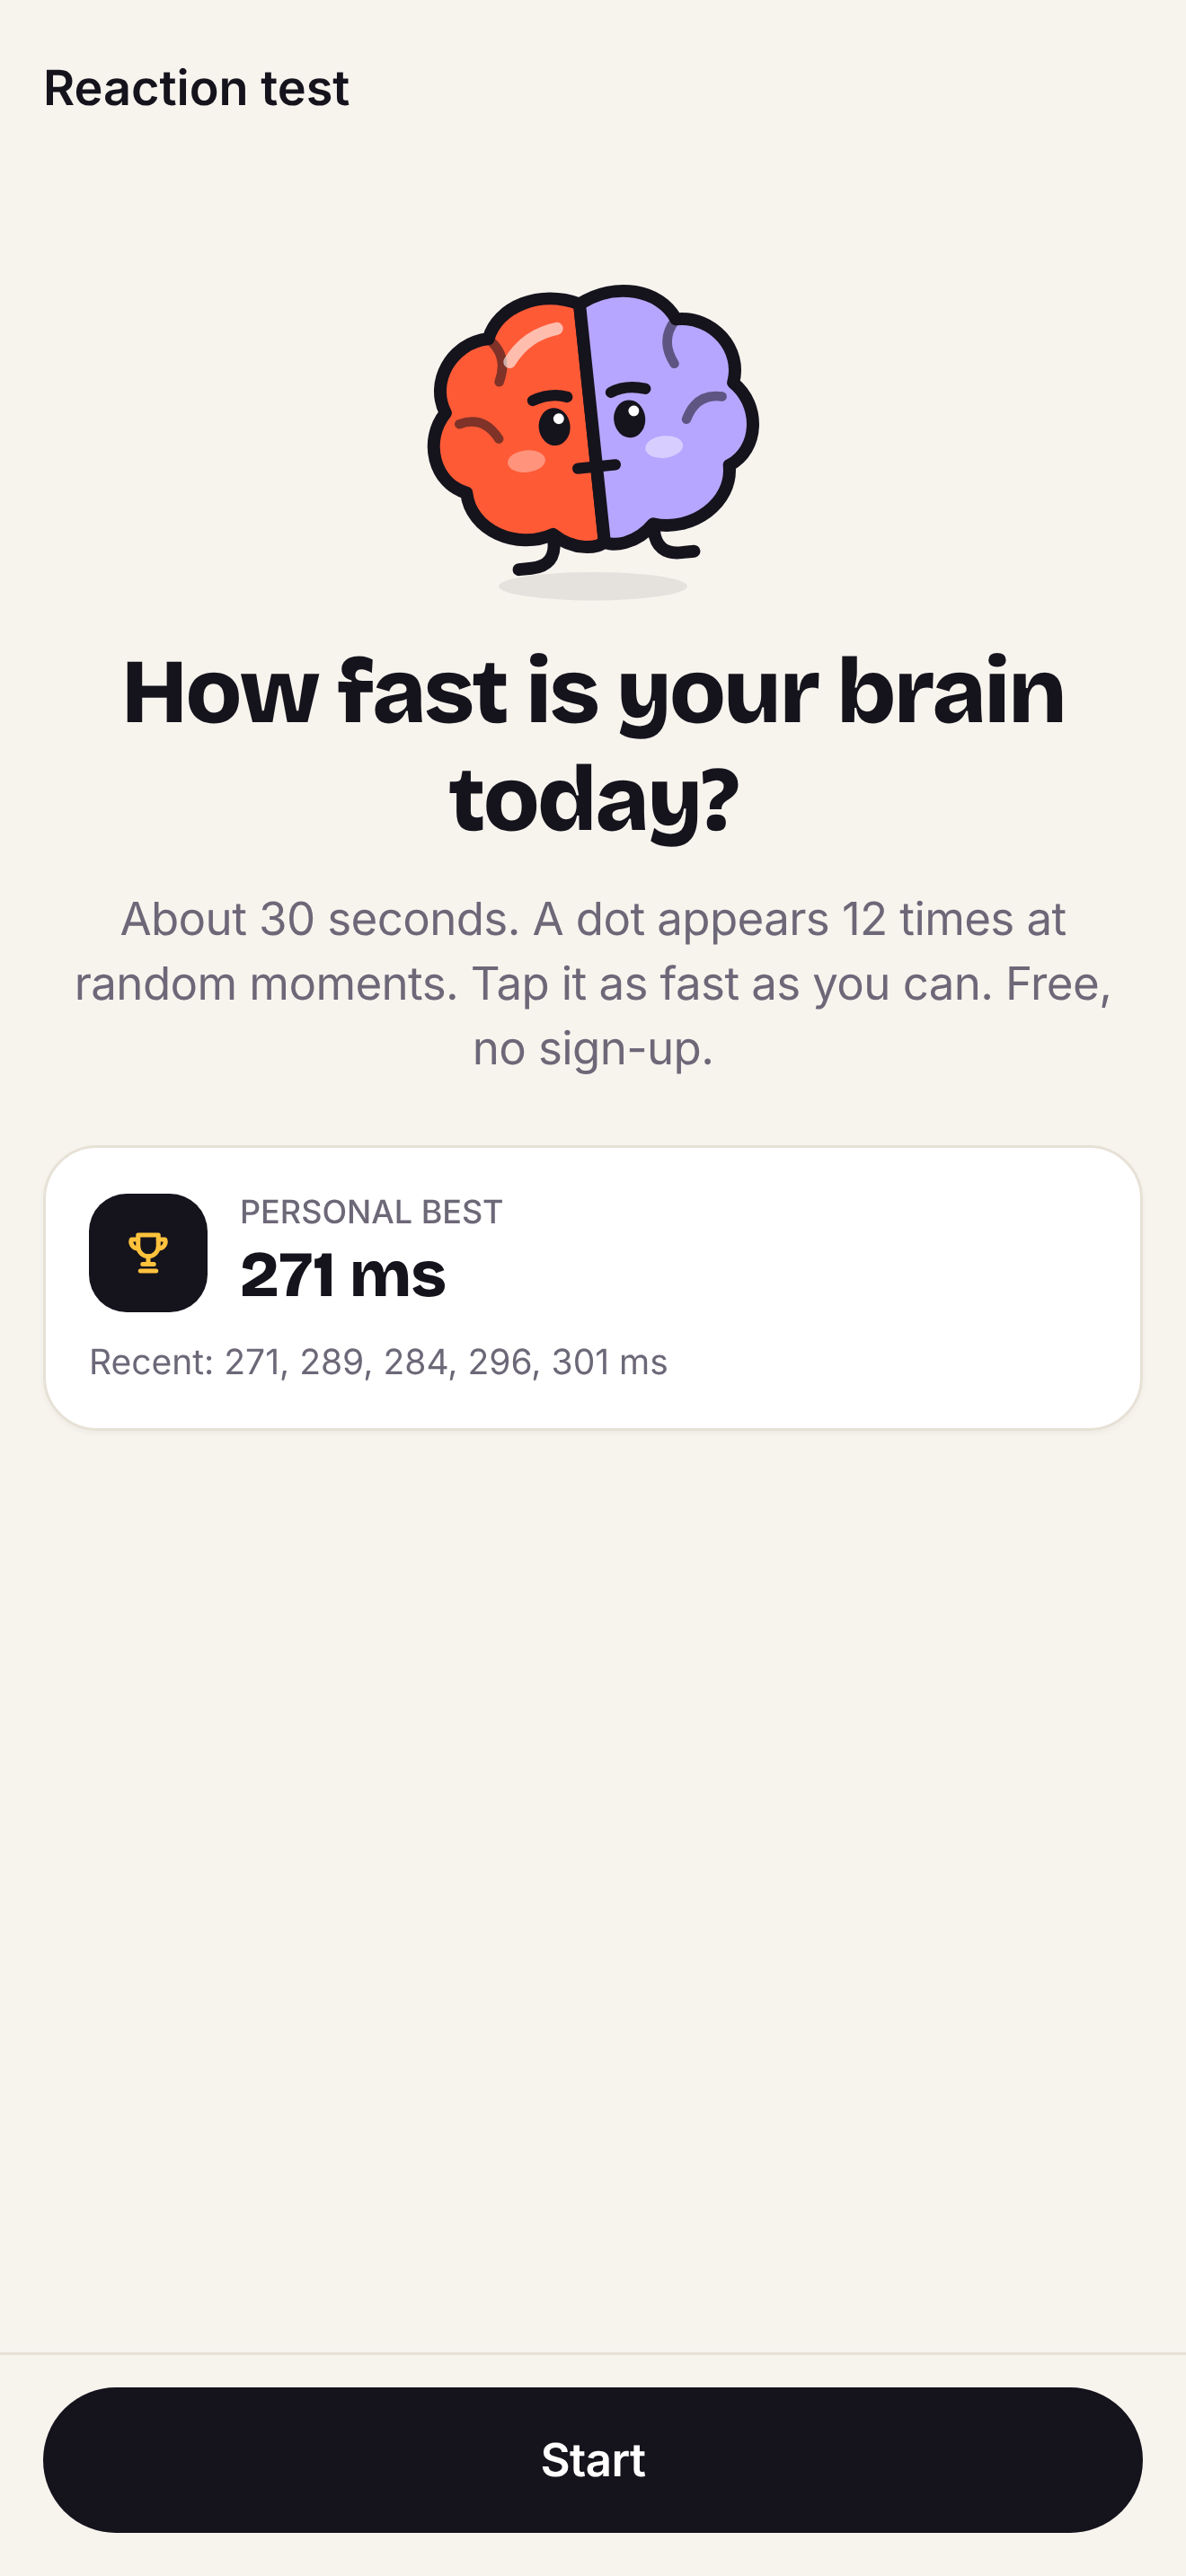 Reaction test
How fast is your brain
today?
About 30 seconds. A dot appears 12 times at
random moments. Tap it as fast as you can. Free,
no sign-up.
PERSONAL BEST
271 ms
Recent: 271, 289, 284, 296, 301 ms
Start